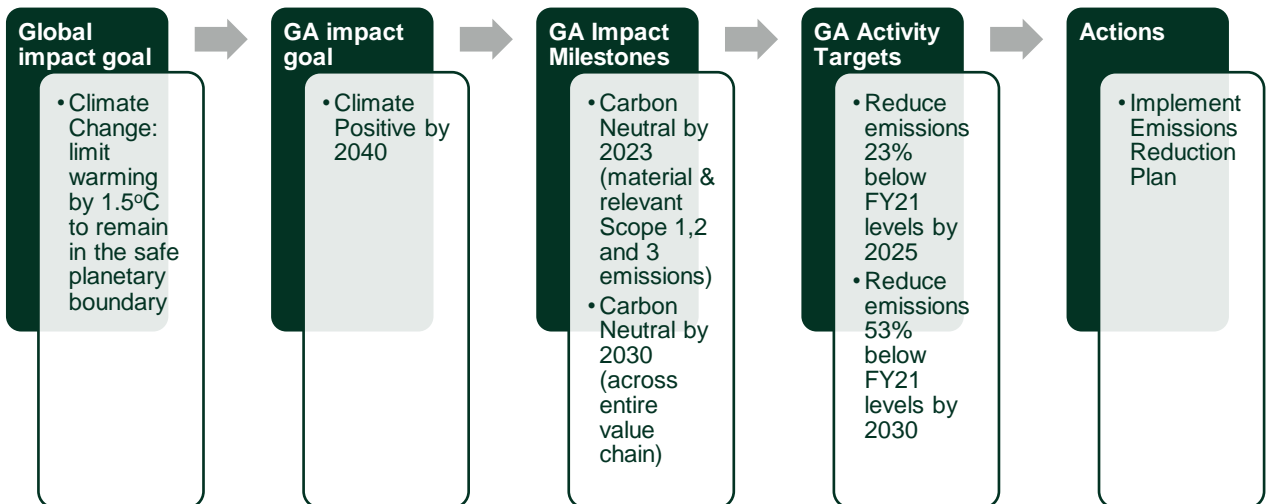 Global
impact goal
• Climate
Change:
limit
warming
by 1.5ºC
to remain
in the safe
planetary
boundary
GA impact
goal
• Climate
Positive by
2040
GA Impact
Milestones
• Carbon
Neutral by
2023
(material &
relevant
Scope 1,2
and 3
emissions)
• Carbon
Neutral by
2030
(across
entire
value
chain)
GA Activity
Targets
• Reduce
emissions
23%
below
FY21
levels by
2025
• Reduce
emissions
53%
below
FY21
levels by
2030
Actions
• Implement
Emissions
Reduction
Plan